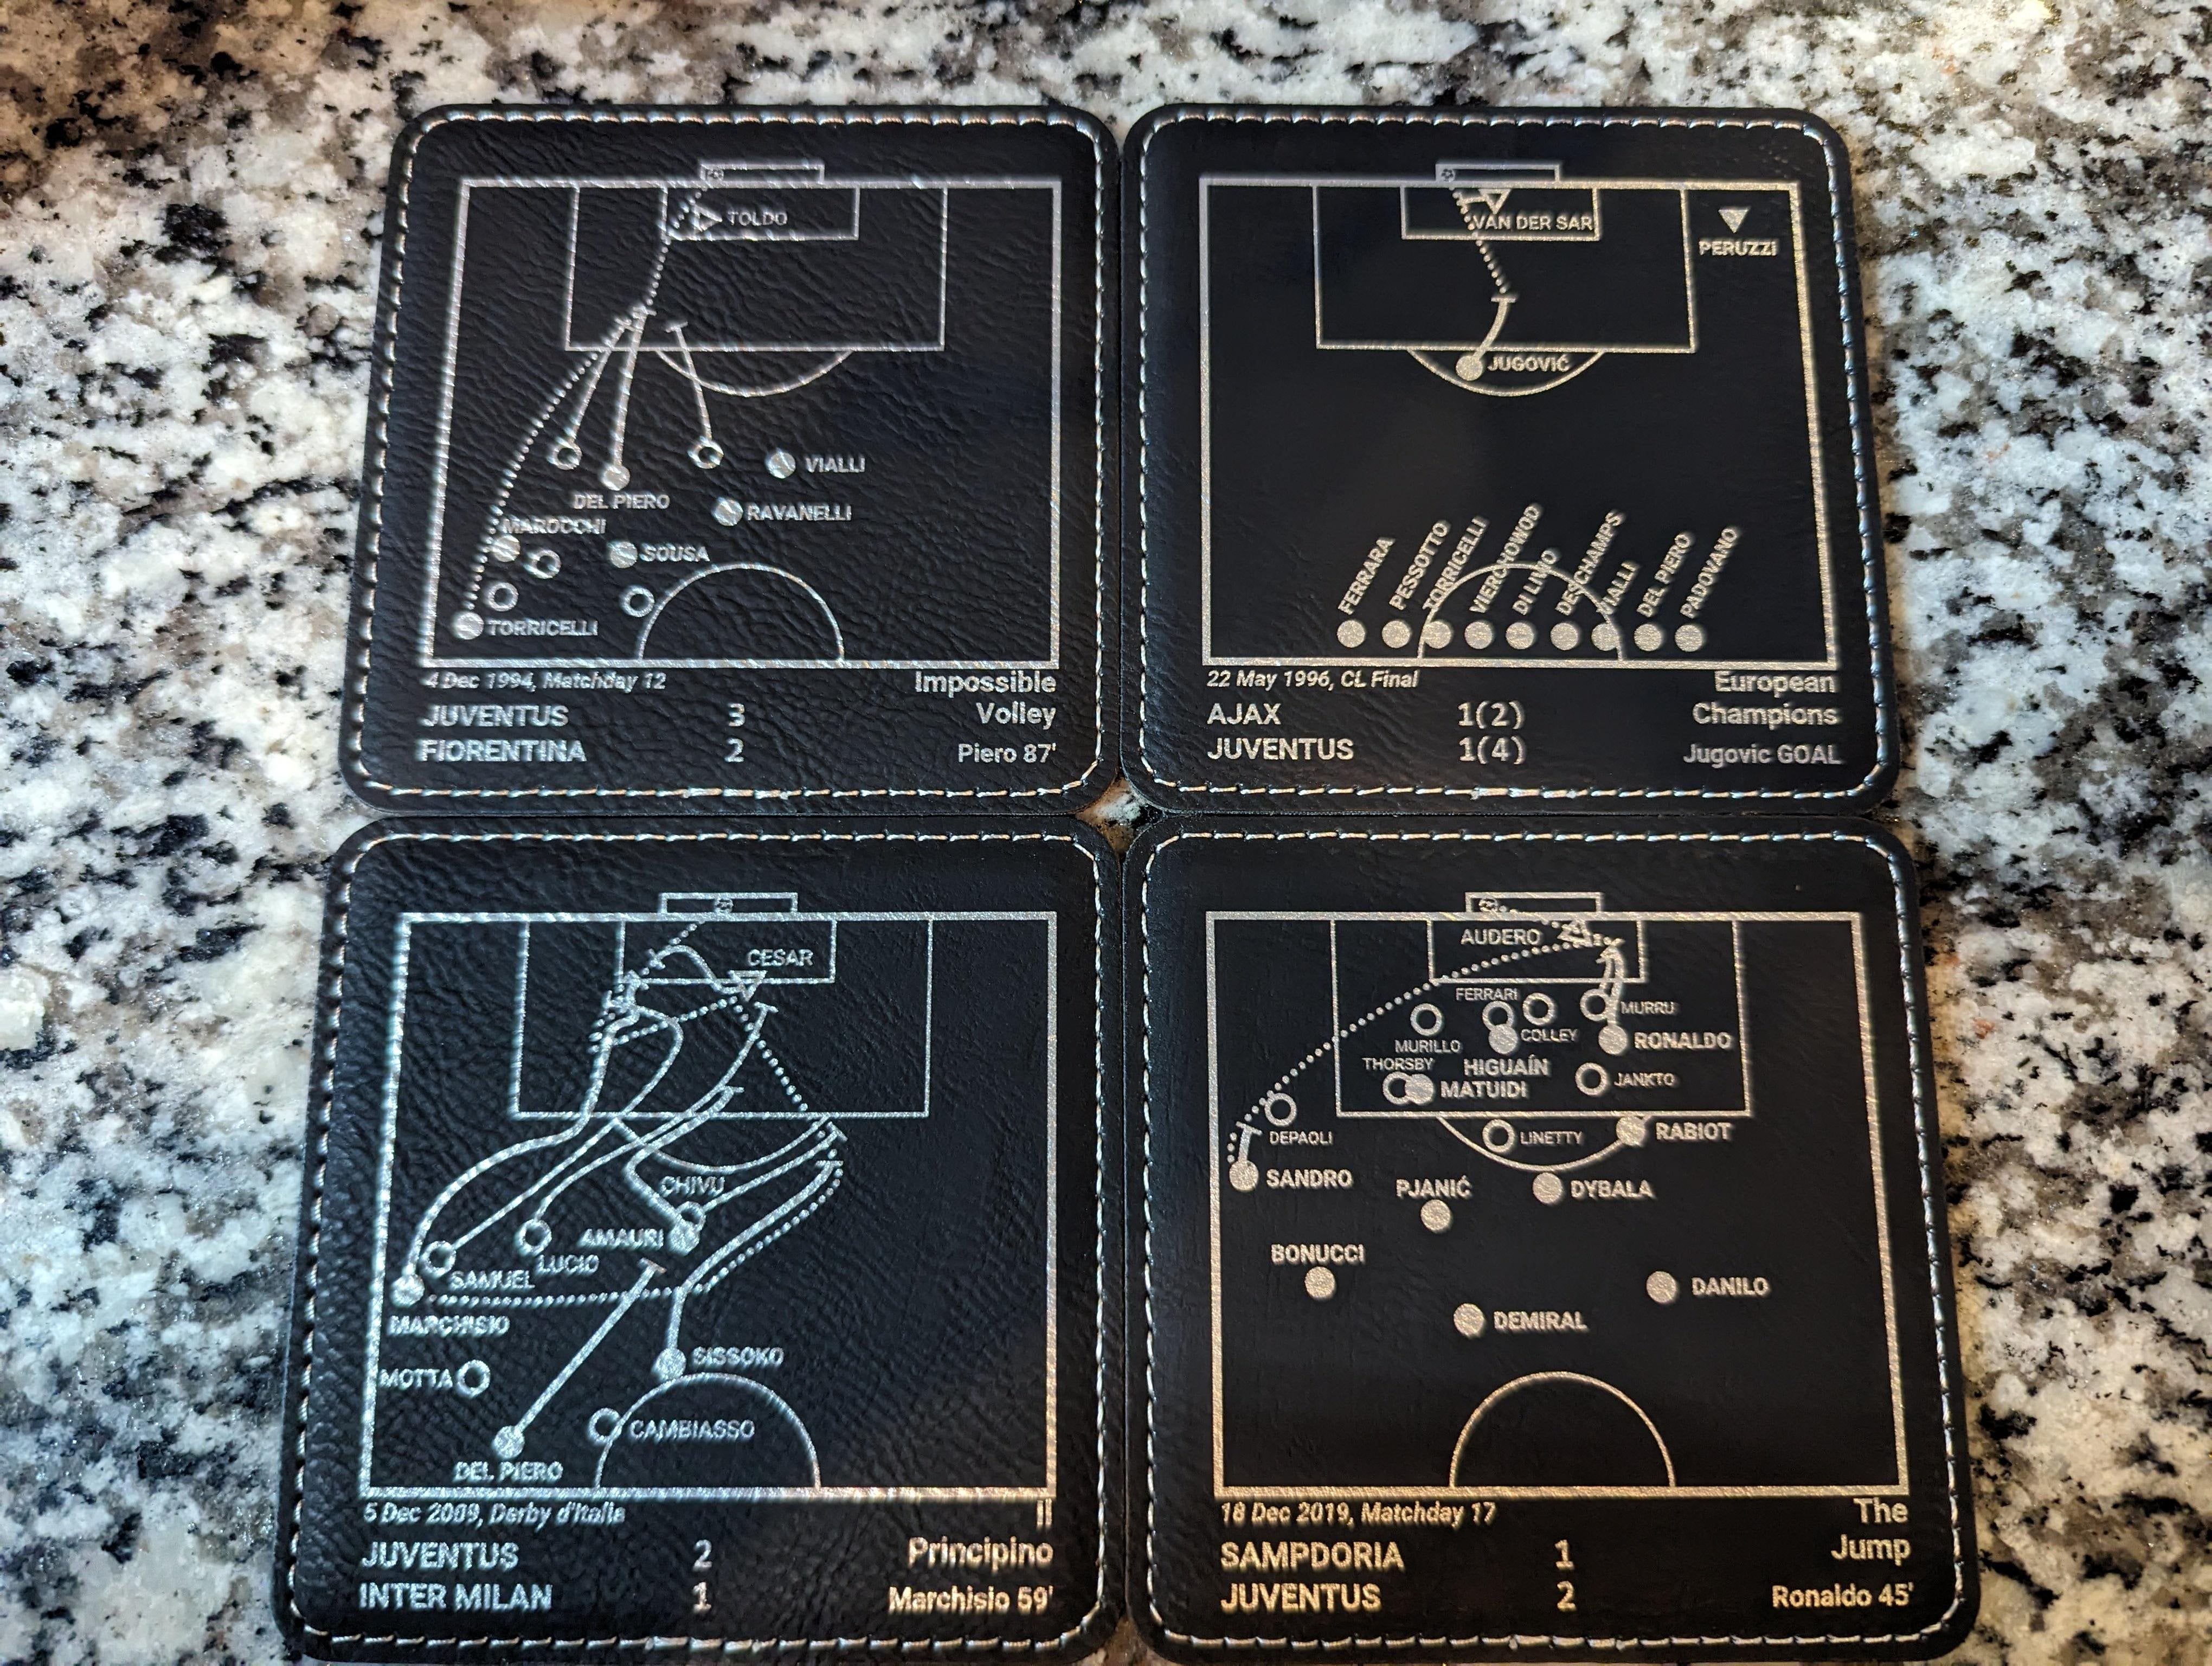 TOLDO
VIALLI
DEL PIERO
RAVANELLI
MAROCCHI
SOUSA
TORRICELLI
4 Dec 1994, Matchday 12
Impossible
Volley
JUVENTUS 3
FIORENTINA 2
Piero 87'
VAN DER SAR
PERUZZI
JUGOVIĆ
FERRARA
PESSOTTO
TORRICELLI
VIERCHOWOD
DI LIVIO
DESCHAMPS
VIALLI
DEL PIERO
PADOVANO
22 May 1996, CL Final
European
Champions
AJAX 1(2)
JUVENTUS 1(4)
Jugovic GOAL
CESAR
CHIVU
AMAURI
LUCIO
SAMUEL
MARCHISIO
SISSOKO
MOTTA
CAMBIASSO
DEL PIERO
5 Dec 2009, Derby d'Italia
Il
Principino
JUVENTUS 2
INTER MILAN 1
Marchisio 59'
AUDERO
FERRARI
MURRU
COLLEY
RONALDO
MURILLO
THORSBY
HIGUAÍN
JANKTO
MATUIDI
DEPAOLI
LINETTY
RABIOT
SANDRO
PJANIĆ
DYBALA
BONUCCI
DANILO
DEMIRAL
18 Dec 2019, Matchday 17
The
Jump
SAMPDORIA 1
JUVENTUS 2
Ronaldo 45'